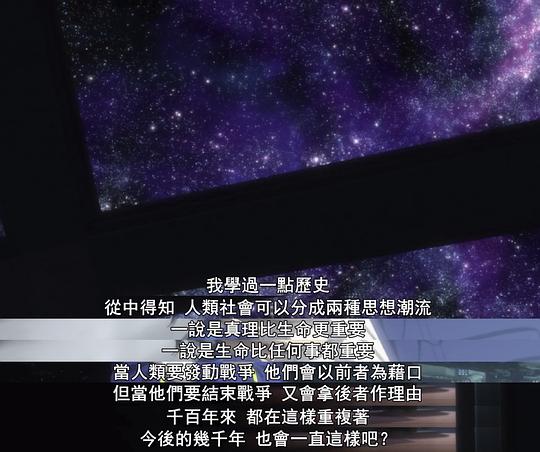 我學過一點歷史
從中得知 人類社會可以分成兩種思想潮流
一說是真理比生命更重要
一說是生命比任何事都重要
當人類要發動戰爭 他們會以前者為藉口
但當他們要結束戰爭 又會拿後者作理由
千百年來 都在這樣重複著
今後的幾千年 也會一直這樣吧?